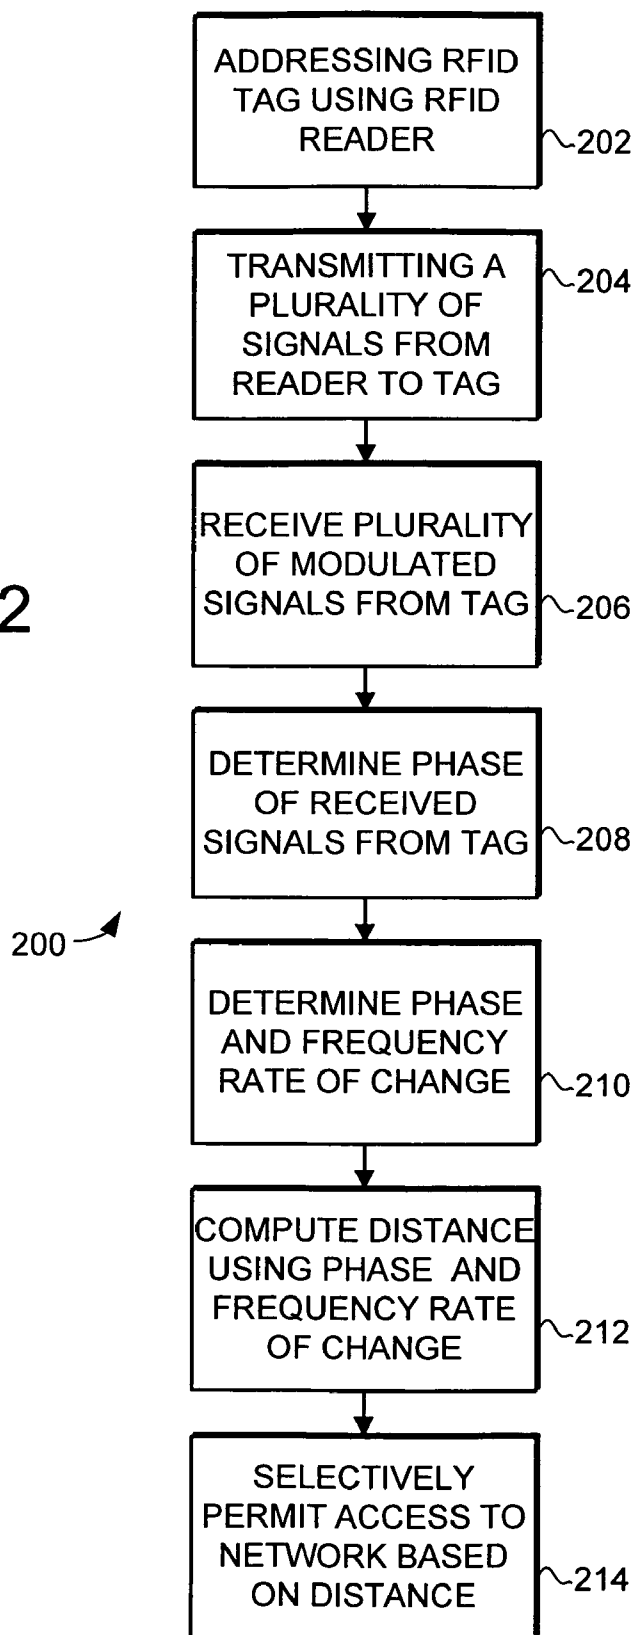 ADDRESSING RFID
TAG USING RFID
READER
202
TRANSMITTING A
PLURALITY OF
SIGNALS FROM
READER TO TAG
204
RECEIVE PLURALITY
OF MODULATED
SIGNALS FROM TAG
206
2
DETERMINE PHASE
OF RECEIVED
SIGNALS FROM TAG
208
200
DETERMINE PHASE
AND FREQUENCY
RATE OF CHANGE
210
COMPUTE DISTANCE
USING PHASE AND
FREQUENCY RATE
OF CHANGE
212
SELECTIVELY
PERMIT ACCESS TO
NETWORK BASED
ON DISTANCE
214